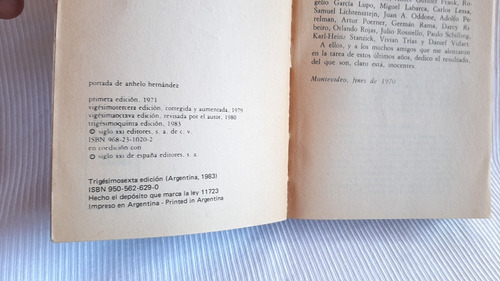 portada de anhelo hernández
primera edición, 1971
vigésimotercera edición, corregida y aumentada, 1979
vigésimanctava edición, revisada por el autor, 1980
trigésimoquinta edición, 1983
© siglo xxi editores, s. a. de c. v.
ISBN 968-23-1020-2
en coedición con
© siglo xxi de españa editores, s. a.
Trigésimosexta edición (Argentina, 1983)
ISBN 950-562-629-0
Hecho el depósito que marca la ley 11723
Impreso en Argentina - Printed in Argentina
Frank, Ro-
gelio García Lupo, Miguel Labarca, Carlos Lessa,
Samuel Lichtensztejn, Juan A. Oddone, Adolfo Pe-
relman, Artur Poerner, Germán Rama, Darcy Ri-
beiro, Orlando Rojas, Julio Rossiello, Paulo Schilling,
Karl-Heinz Stanzick, Vivian Trías y Daniel Vidart.
A ellos, y a los muchos amigos que me alentaron
en la tarea de estos últimos años, dedico el resultado,
del que son, claro está, inocentes.
Montevideo, fines de 1970